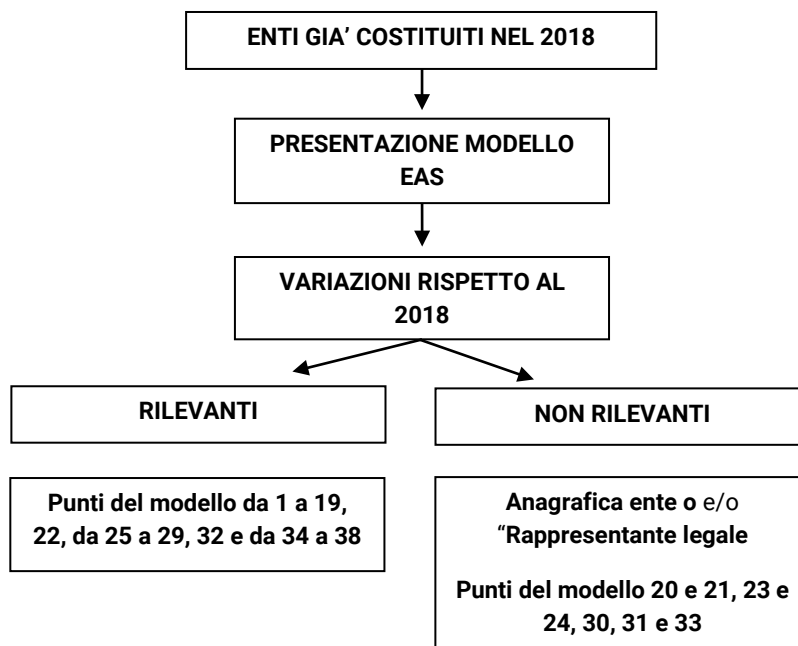 ENTI GIA’ COSTITUITI NEL 2018
PRESENTAZIONE MODELLO
EAS
VARIAZIONI RISPETTO AL
2018
RILEVANTI
NON RILEVANTI
Punti del modello da 1 a 19,
22, da 25 a 29, 32 e da 34 a 38
Anagrafica ente o e/o
“Rappresentante legale
Punti del modello 20 e 21, 23 e
24, 30, 31 e 33